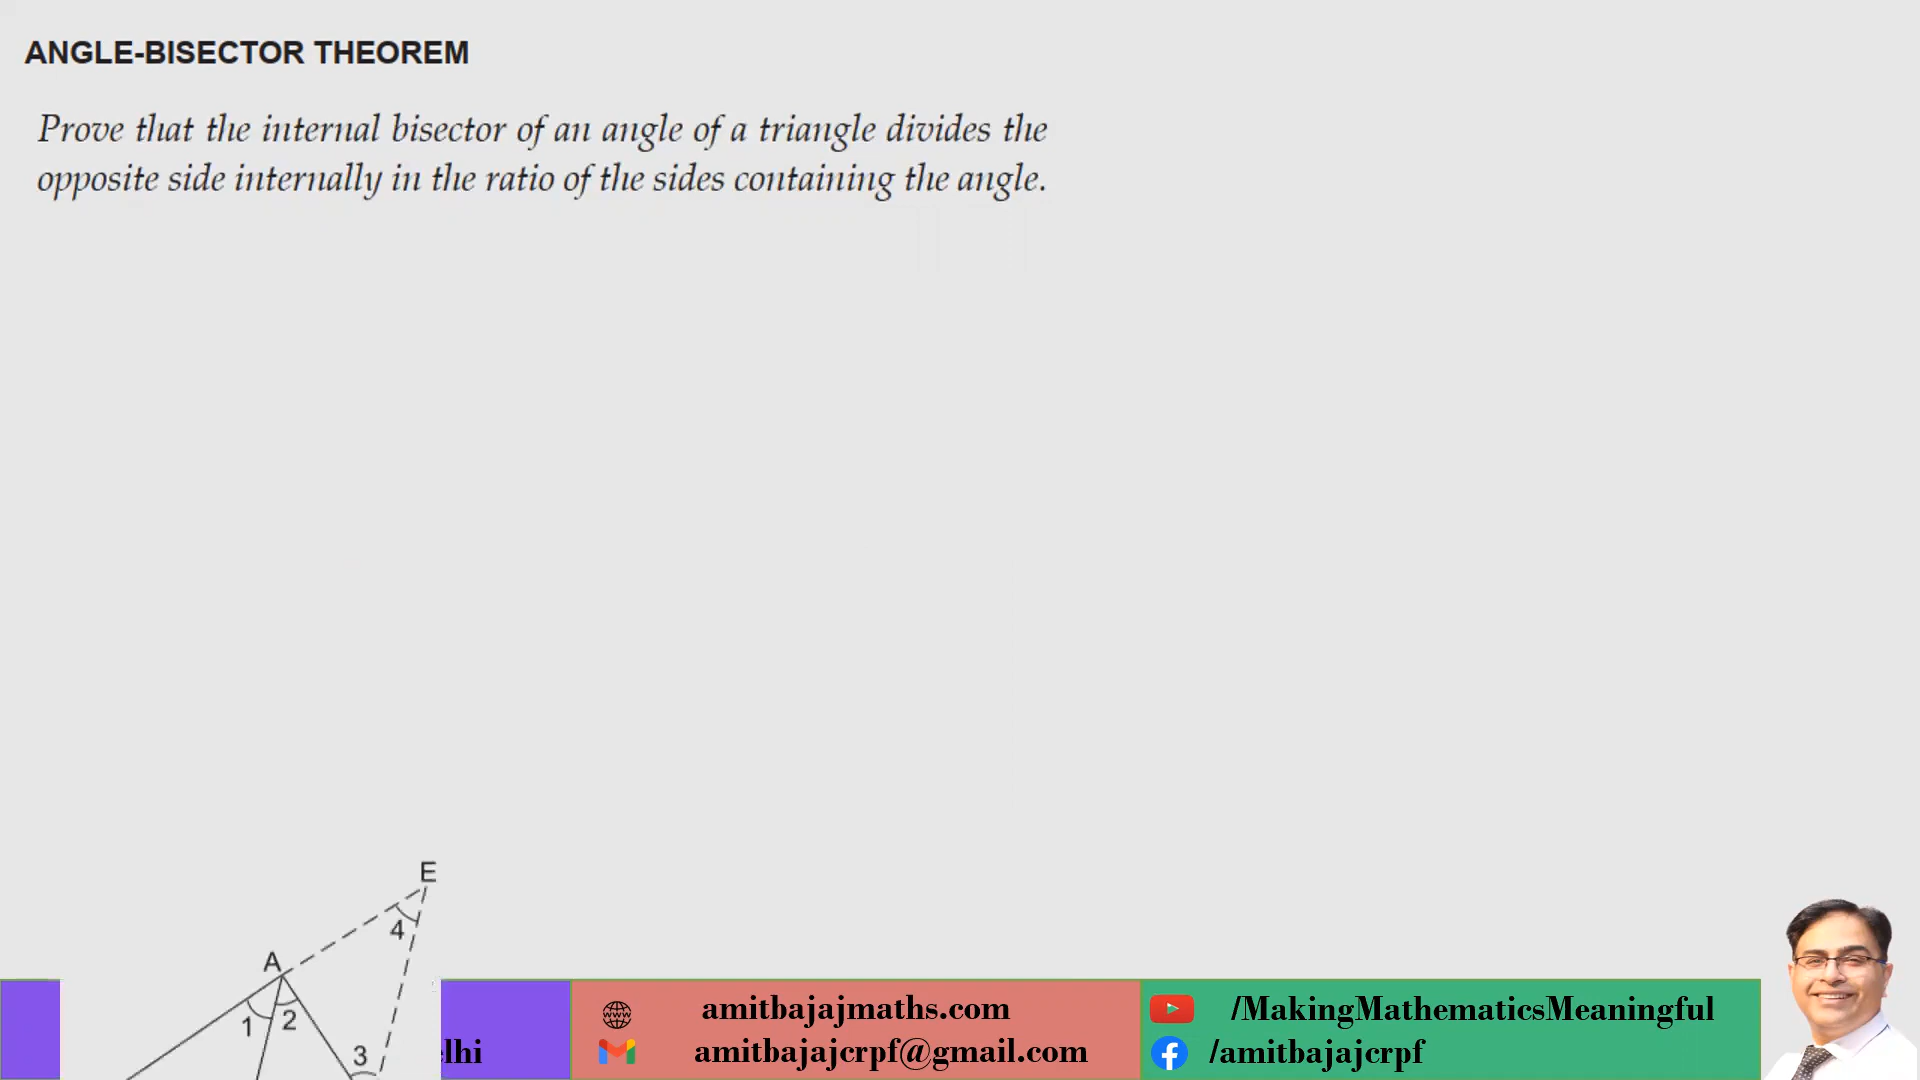 ANGLE-BISECTOR THEOREM
Prove that the internal bisector of an angle of a triangle divides the
opposite side internally in the ratio of the sides containing the angle.
E
4
A
1 2
3
elhi
www
amitbajajmaths.com
amitbajajcrpf@gmail.com
/MakingMathematicsMeaningful
/amitbajajcrpf